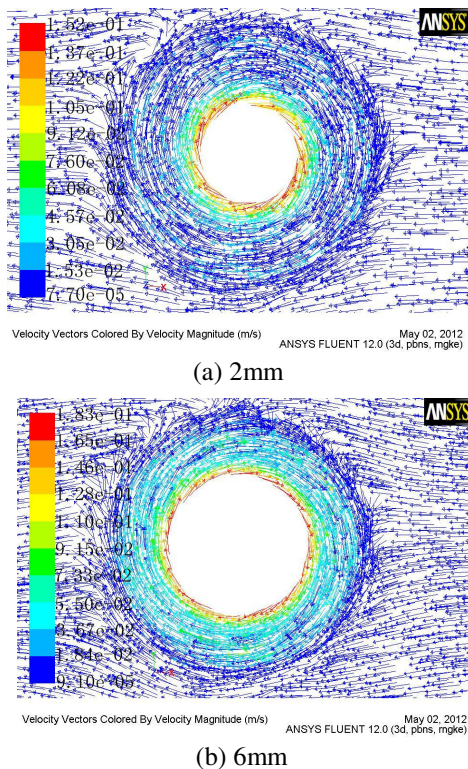 1.52e-01
1.37e-01
1.22e-01
1.05e-01
9.12e-02
7.60e-02
6.08e-02
4.57e-02
3.05e-02
1.53e-02
7.70e-05
ANSYS
Y
X
Velocity Vectors Colored By Velocity Magnitude (m/s)
May 02, 2012
ANSYS FLUENT 12.0 (3d, pbns, rngke)
(a) 2mm
1.83e-01
1.65e-01
1.46e-01
1.28e-01
1.10e-01
9.15e-02
7.33e-02
5.50e-02
3.67e-02
1.84e-02
9.10e-05
ANSYS
Velocity Vectors Colored By Velocity Magnitude (m/s)
May 02, 2012
ANSYS FLUENT 12.0 (3d, pbns, rngke)
(b) 6mm